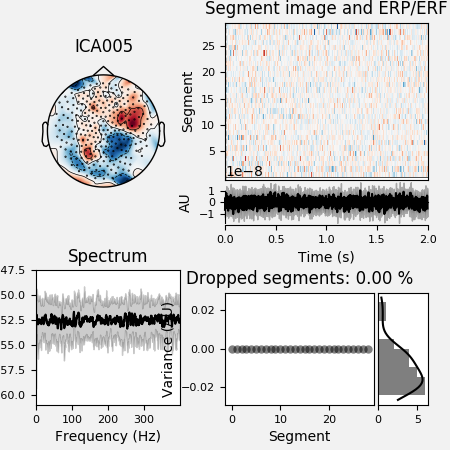 Segment image and ERP/ERF
ICA005
Segment
25
20
15
10
5
1e−8
AU
1
0
−1
0.0 0.5 1.0 1.5 2.0
Time (s)
Spectrum
Dropped segments: 0.00 %
47.5
50.0
52.5
55.0
57.5
60.0
0 100 200 300
Frequency (Hz)
0.02
0.00
−0.02
0 10 20
Segment
0 5